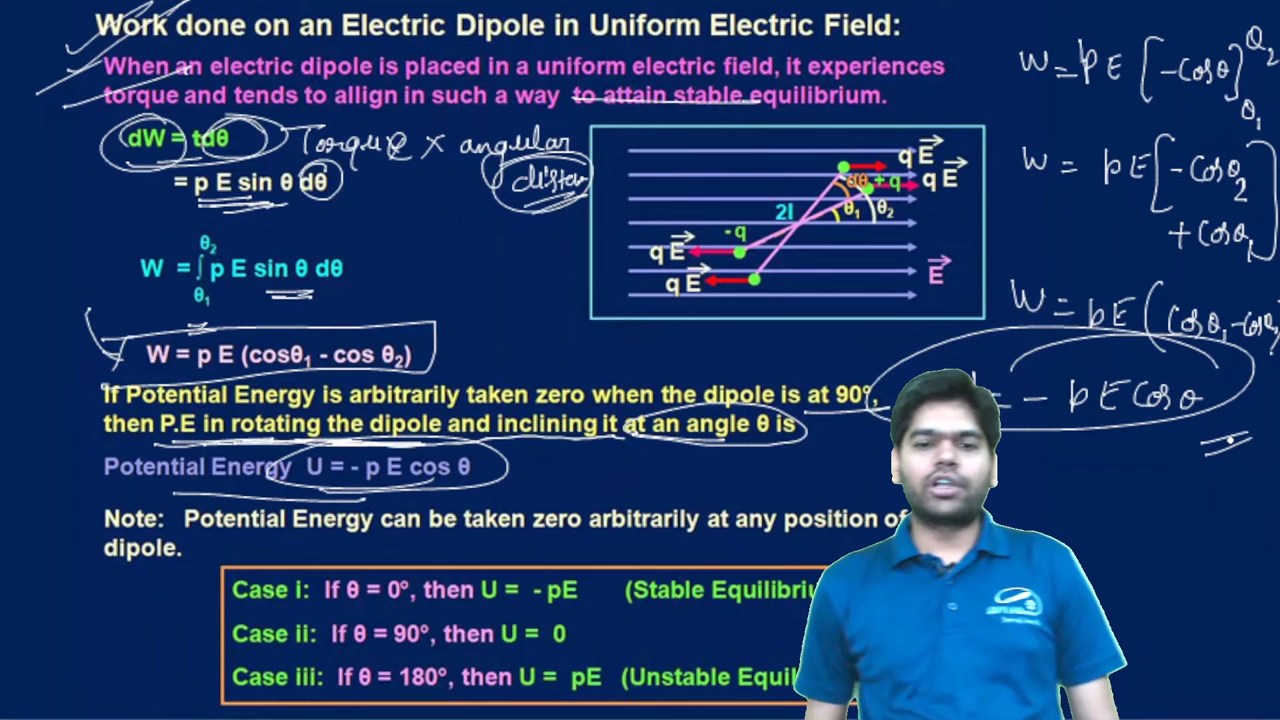 Work done on an Electric Dipole in Uniform Electric Field:
When an electric dipole is placed in a uniform electric field, it experiences
torque and tends to allign in such a way to attain stable equilibrium.
dW = tdθ Torque × angular
distan
= p E sin θ dθ
W = ∫ p E sin θ dθ
θ2
θ1
W = p E (cosθ1 - cos θ2)
If Potential Energy is arbitrarily taken zero when the dipole is at 90°,
then P.E in rotating the dipole and inclining it at an angle θ is
Potential Energy U = - p E cos θ
Note: Potential Energy can be taken zero arbitrarily at any position of
dipole.
Case i: If θ = 0°, then U = - pE (Stable Equilibriu
Case ii: If θ = 90°, then U = 0
Case iii: If θ = 180°, then U = pE (Unstable Equil
q E
dθ + q q E
2l θ1 θ2
- q
q E
q E E
W = PE [-Cosθ]θ2 θ1
W = PE [-Cosθ2
+ Cosθ1]
W = PE (Cosθ1 - Cosθ2
= - PE Cosθ